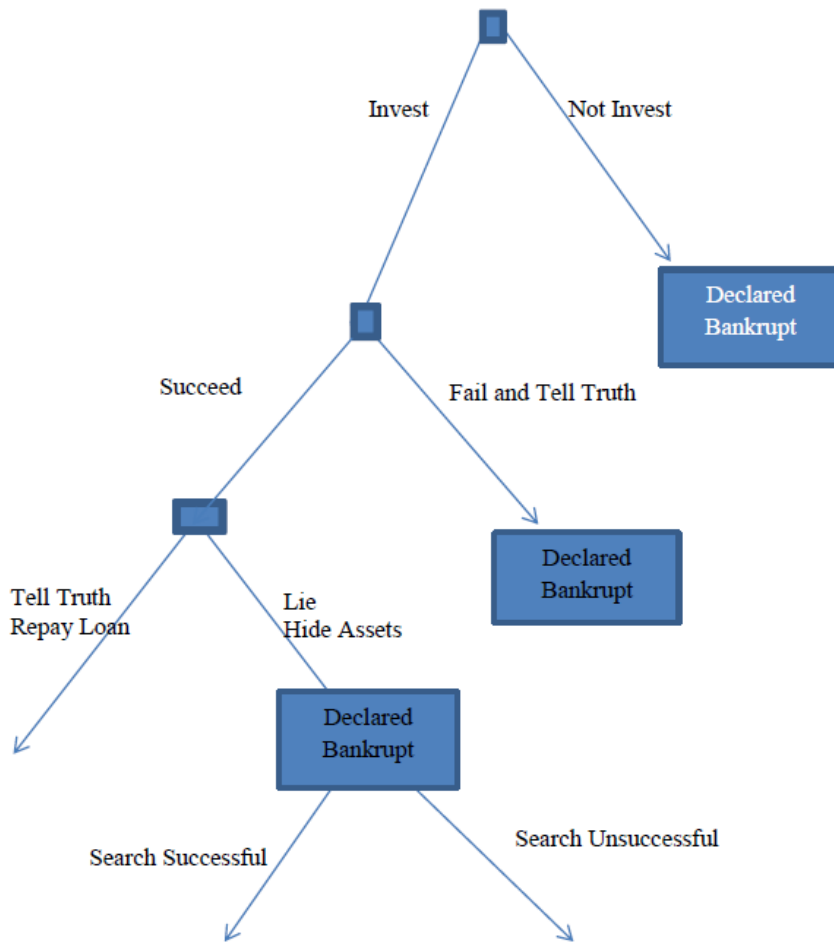 Invest
Not Invest
Declared
Bankrupt
Succeed
Fail and Tell Truth
Declared
Bankrupt
Tell Truth
Repay Loan
Lie
Hide Assets
Declared
Bankrupt
Search Successful
Search Unsuccessful